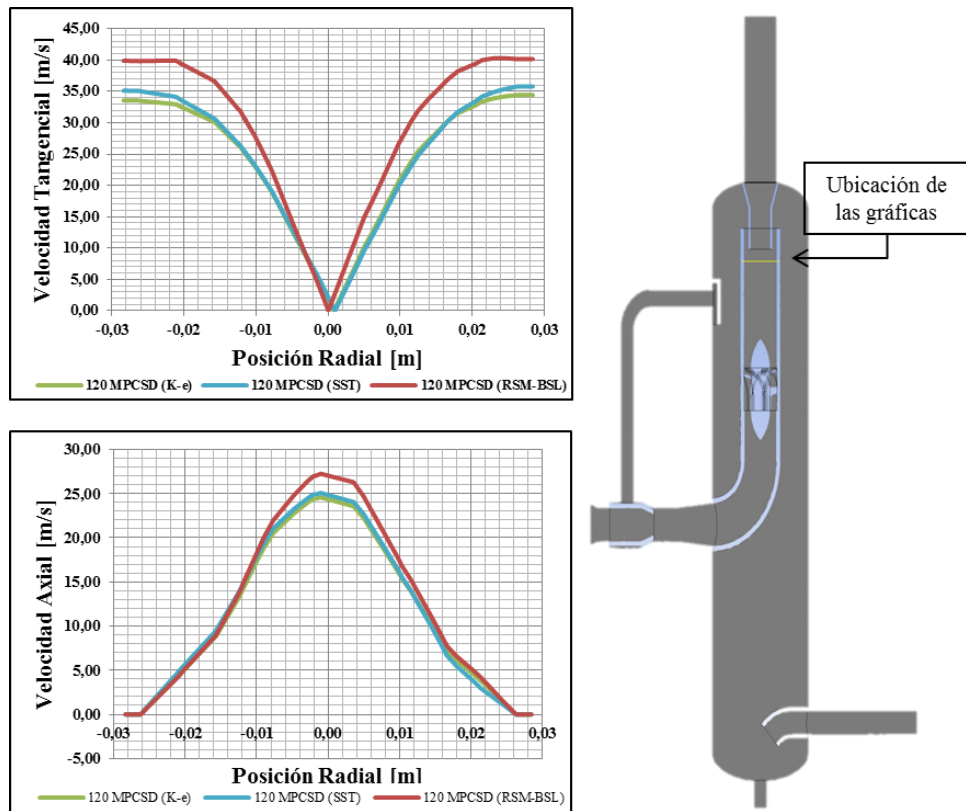 50,00
45,00
40,00
35,00
30,00
25,00
20,00
15,00
10,00
5,00
0,00
Velocidad Tangencial [m/s]
-0,03 -0,02 -0,01 0,00 0,01 0,02 0,03
Posición Radial [m]
120 MPCSD (K-e) 120 MPCSD (SST) 120 MPCSD (RSM-BSL)
30,00
25,00
20,00
15,00
10,00
5,00
0,00
-5,00
Velocidad Axial [m/s]
-0,03 -0,02 -0,01 0,00 0,01 0,02 0,03
Posición Radial [m]
120 MPCSD (K-e) 120 MPCSD (SST) 120 MPCSD (RSM-BSL)
Ubicación de
las gráficas